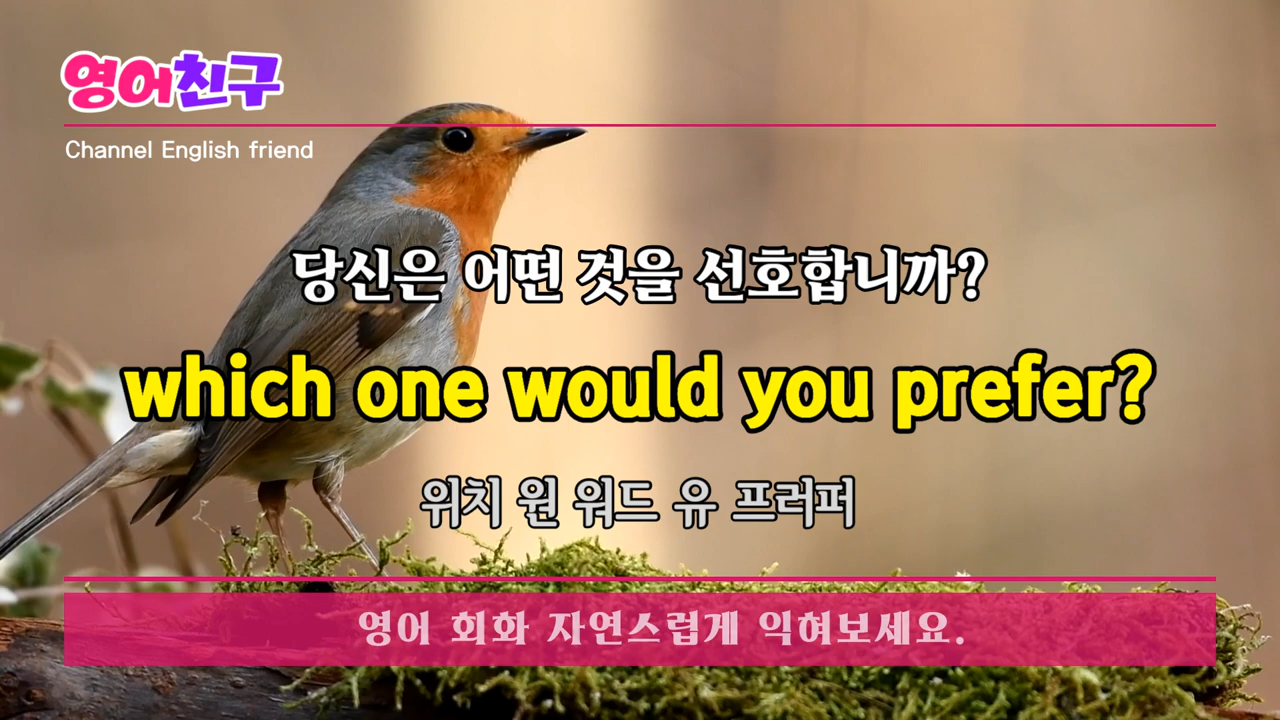 영어친구
Channel English friend
당신은 어떤 것을 선호합니까?
which one would you prefer?
위치 원 워드 유 프러퍼
영어 회화 자연스럽게 익혀보세요.